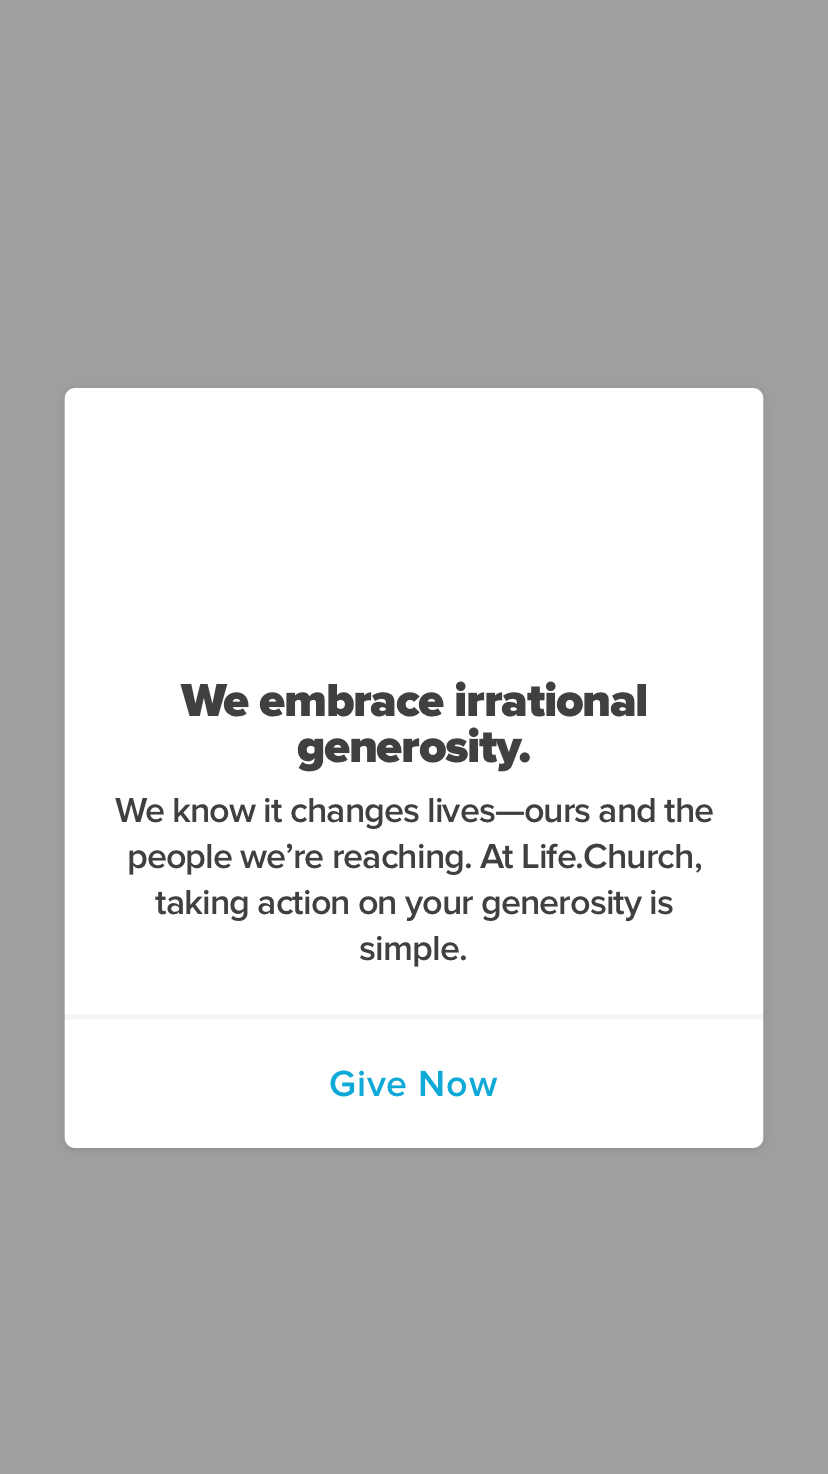 We embrace irrational
generosity.
We know it changes lives—ours and the
people we’re reaching. At Life.Church,
taking action on your generosity is
simple.
Give Now